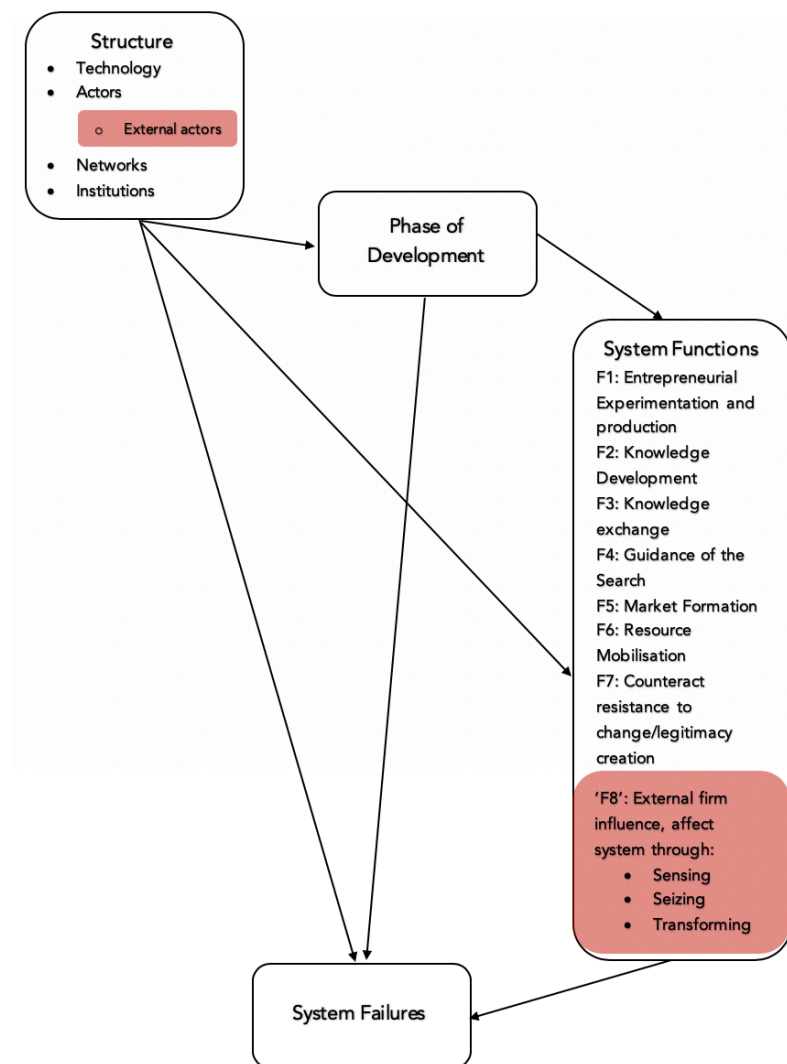 Structure
• Technology
• Actors
o External actors
• Networks
• Institutions
Phase of
Development
System Functions
F1: Entrepreneurial
Experimentation and
production
F2: Knowledge
Development
F3: Knowledge
exchange
F4: Guidance of the
Search
F5: Market Formation
F6: Resource
Mobilisation
F7: Counteract
resistance to
change/legitimacy
creation
'F8': External firm
influence, affect
system through:
• Sensing
• Seizing
• Transforming
System Failures